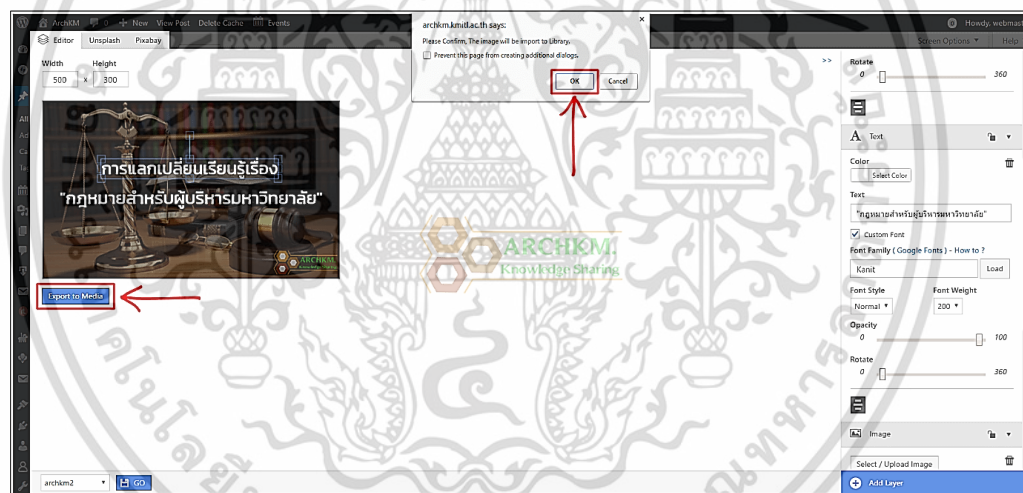 ArchKM 0 New View Post Delete Cache Events
Howdy, webmast
archkm.kmitl.ac.th says:
Please Confirm, The image will be import to Library.
Prevent this page from creating additional dialogs.
OK Cancel
Editor Unsplash Pixabay
Screen Options Help
Width Height
500 x 300
>>
การแลกเปลี่ยนเรียนรู้เรื่อง
"กฎหมายสำหรับผู้บริหารมหาวิทยาลัย"
ARCHKM.
Knowledge Sharing
Export to Media
ARCHKM.
Knowledge Sharing
Rotate
0 360
Text
Color
Select Color
Text
"กฎหมายสำหรับผู้บริหารมหาวิทยาลัย"
Custom Font
Font Family ( Google Fonts ) - How to ?
Kanit Load
Font Style Font Weight
Normal 200
Opacity
0 100
Rotate
0 360
Image
Select / Upload Image
Add Layer
archkm2 GO